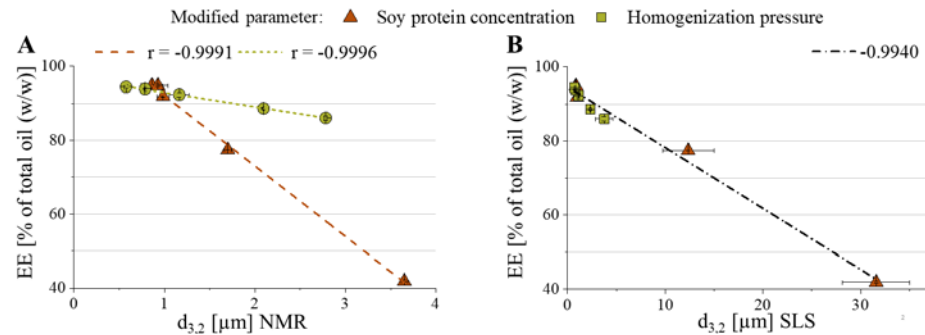 Modified parameter: Soy protein concentration Homogenization pressure
A
r = -0.9991 r = -0.9996
EE [% of total oil (w/w)]
100
80
60
40
0 1 2 3 4
d3,2 [µm] NMR
B
-0.9940
EE [% of total oil (w/w)]
100
80
60
40
0 10 20 30
d3,2 [µm] SLS
2